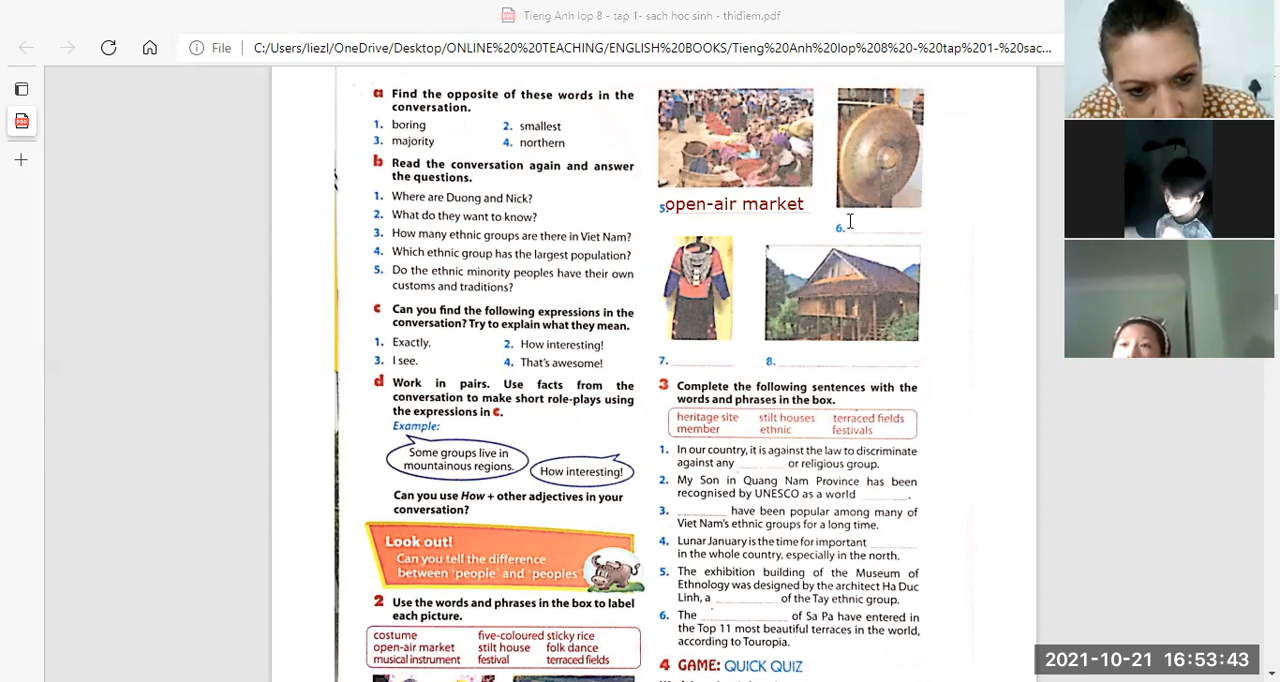 Tieng Anh lop 8 - tap 1- sach hoc sinh - thidiem.pdf
File
C:/Users/liezl/OneDrive/Desktop/ONLINE%20%20TEACHING/ENGLISH%20BOOKS/Tieng%20Anh%20lop%208%20-%20tap%201-%20sac...
a Find the opposite of these words in the
conversation.
1. boring 2. smallest
3. majority 4. northern
b Read the conversation again and answer
the questions.
1. Where are Duong and Nick?
2. What do they want to know?
3. How many ethnic groups are there in Viet Nam?
4. Which ethnic group has the largest population?
5. Do the ethnic minority peoples have their own
customs and traditions?
c Can you find the following expressions in the
conversation? Try to explain what they mean.
1. Exactly. 2. How interesting!
3. I see. 4. That's awesome!
d Work in pairs. Use facts from the
conversation to make short role-plays using
the expressions in c.
Example:
Some groups live in
mountainous regions.
How interesting!
Can you use How + other adjectives in your
conversation?
Look out!
Can you tell the difference
between 'people' and 'peoples'
2 Use the words and phrases in the box to label
each picture.
costume five-coloured sticky rice
open-air market stilt house folk dance
musical instrument festival terraced fields
5. open-air market
6. ________
7. ________ 8. ________
3 Complete the following sentences with the
words and phrases in the box.
heritage site stilt houses terraced fields
member ethnic festivals
1. In our country, it is against the law to discriminate
against any ________ or religious group.
2. My Son in Quang Nam Province has been
recognised by UNESCO as a world ________.
3. ________ have been popular among many of
Viet Nam's ethnic groups for a long time.
4. Lunar January is the time for important ________
in the whole country, especially in the north.
5. The exhibition building of the Museum of
Ethnology was designed by the architect Ha Duc
Linh, a ________ of the Tay ethnic group.
6. The ________ of Sa Pa have entered in
the Top 11 most beautiful terraces in the world,
according to Touropia.
4 GAME: QUICK QUIZ
2021-10-21 16:53:43